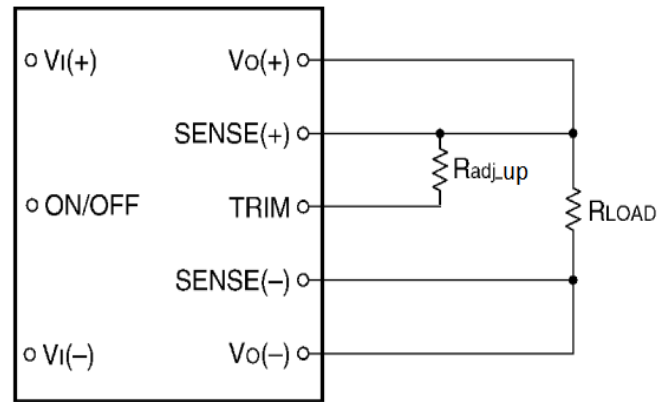 VI(+)
VO(+)
SENSE(+)
Radj_up
ON/OFF
TRIM
RLOAD
SENSE(–)
VI(–)
VO(–)